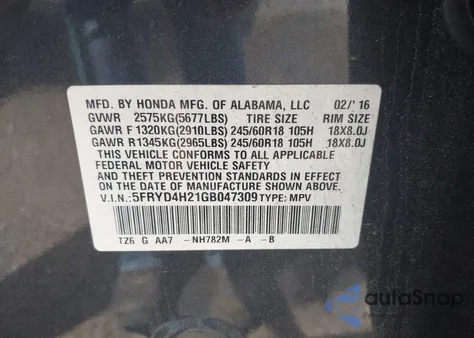 MFD. BY HONDA MFG. OF ALABAMA, LLC 02/'16
GVWR 2575KG(5677LBS) TIRE SIZE RIM SIZE
GAWR F 1320KG(2910LBS) 245/60R18 105H 18X8.0J
GAWR R1345KG(2965LBS) 245/60R18 105H 18X8.0J
THIS VEHICLE CONFORMS TO ALL APPLICABLE
FEDERAL MOTOR VEHICLE SAFETY
AND THEFT PREVENTION STANDARDS IN EFFECT
ON THE DATE OF MANUFACTURE SHOWN ABOVE.
V.I.N.: 5FRYD4H21GB047309 TYPE: MPV
TZ6 G AA7 -NH782M -A -B
autoSnap